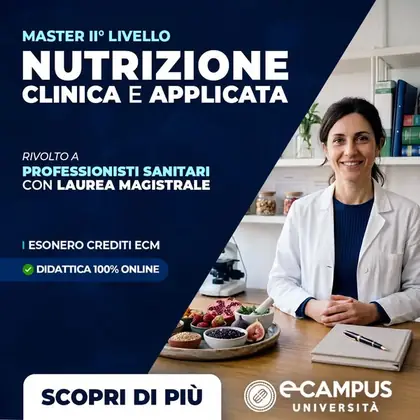 MASTER II° LIVELLO
NUTRIZIONE
CLINICA E APPLICATA
RIVOLTO A
PROFESSIONISTI SANITARI
CON LAUREA MAGISTRALE
ESONERO CREDITI ECM
DIDATTICA 100% ONLINE
SCOPRI DI PIÙ
eCAMPUS
UNIVERSITÀ